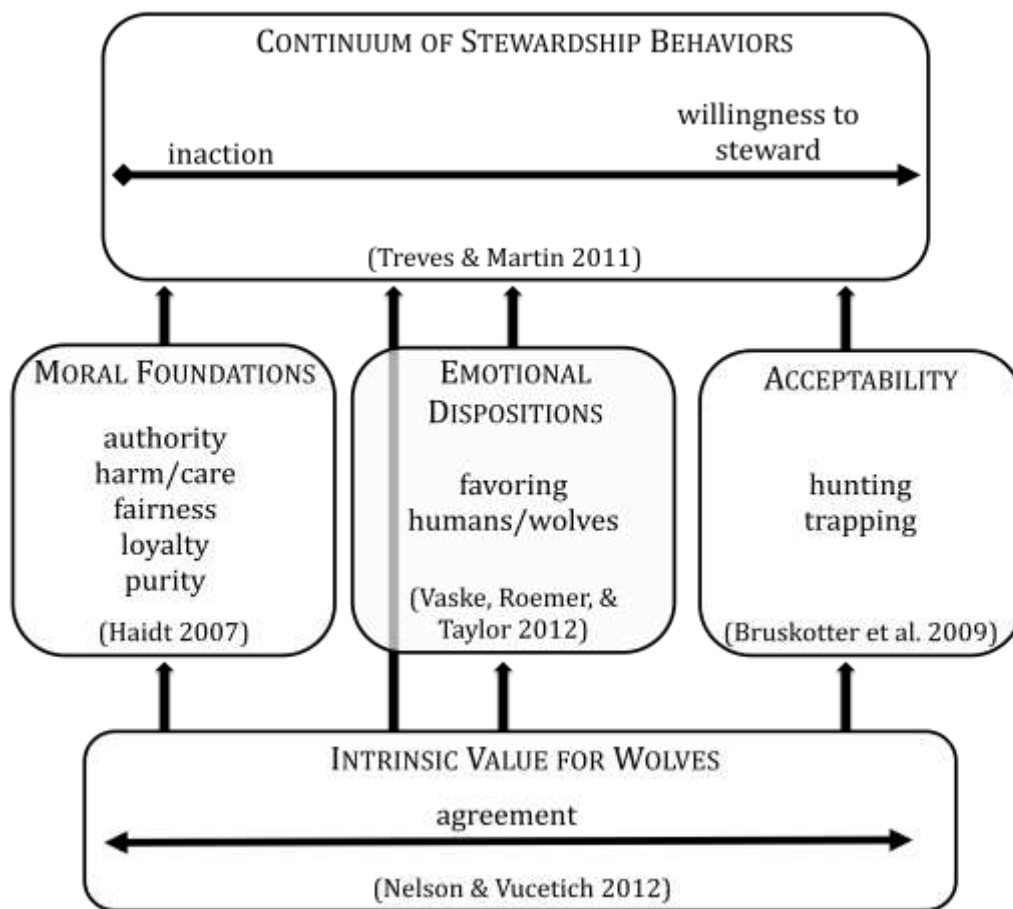 CONTINUUM OF STEWARDSHIP BEHAVIORS
willingness to
inaction
steward
(Treves & Martin 2011)
MORAL FOUNDATIONS
authority
harm/care
fairness
loyalty
purity
(Haidt 2007)
EMOTIONAL
DISPOSITIONS
favoring
humans/wolves
(Vaske, Roemer, &
Taylor 2012)
ACCEPTABILITY
hunting
trapping
(Bruskotter et al. 2009)
INTRINSIC VALUE FOR WOLVES
agreement
(Nelson & Vucetich 2012)